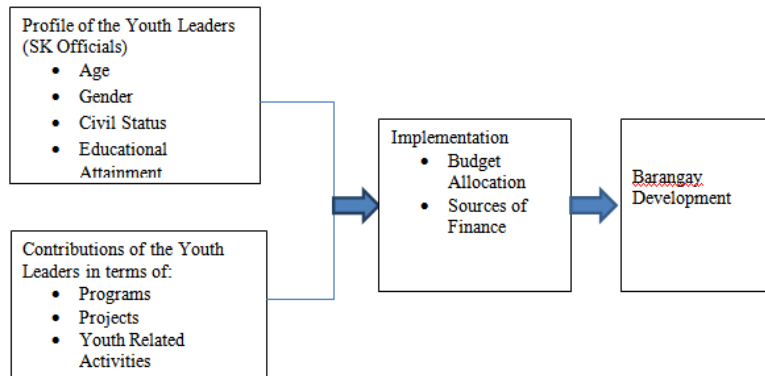 Profile of the Youth Leaders
(SK Officials)
• Age
• Gender
• Civil Status
• Educational
Attainment
Contributions of the Youth
Leaders in terms of:
• Programs
• Projects
• Youth Related
Activities
Implementation
• Budget
Allocation
• Sources of
Finance
Barangay
Development